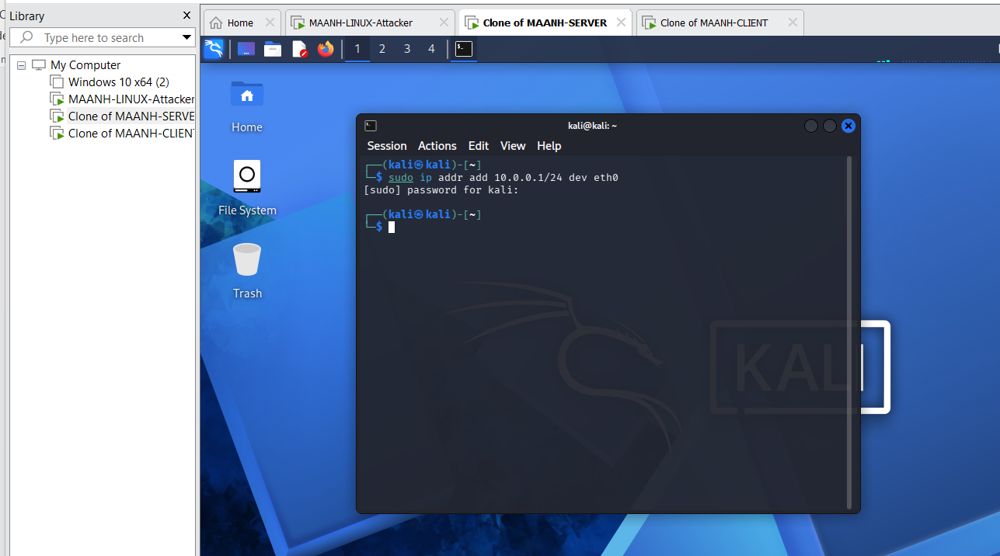 Library
Type here to search
My Computer
Windows 10 x64 (2)
MAANH-LINUX-Attacker
Clone of MAANH-SERVE
Clone of MAANH-CLIEN
Home
MAANH-LINUX-Attacker
Clone of MAANH-SERVER
Clone of MAANH-CLIENT
1 2 3 4
Home
File System
Trash
kali@kali: ~
Session Actions Edit View Help
┌──(kali㉿kali)-[~]
└─$ sudo ip addr add 10.0.0.1/24 dev eth0
[sudo] password for kali:
┌──(kali㉿kali)-[~]
└─$
KALI